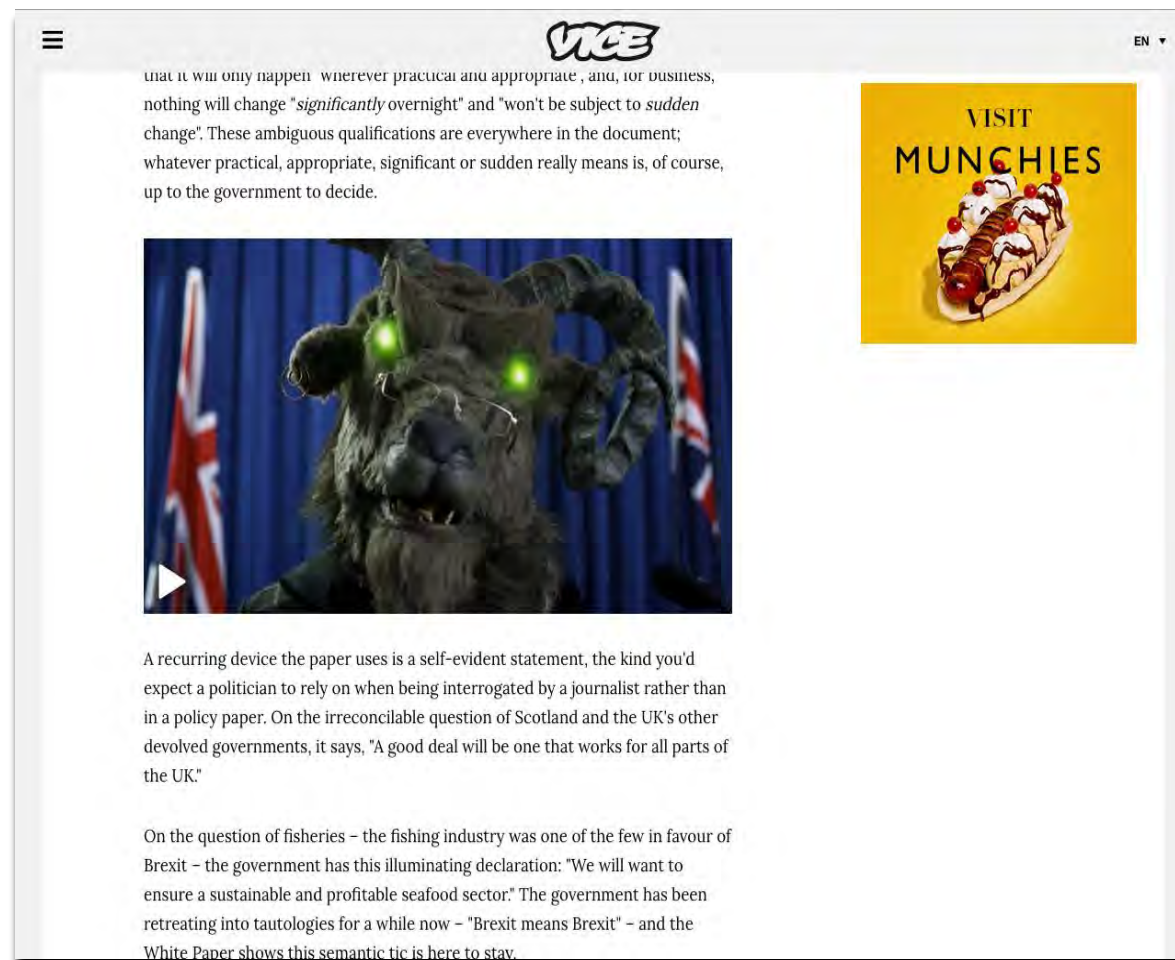 VICE
EN
that it will only happen "wherever practical and appropriate", and, for business,
nothing will change "significantly overnight" and "won't be subject to sudden
change". These ambiguous qualifications are everywhere in the document;
whatever practical, appropriate, significant or sudden really means is, of course,
up to the government to decide.
VISIT
MUNCHIES
A recurring device the paper uses is a self-evident statement, the kind you'd
expect a politician to rely on when being interrogated by a journalist rather than
in a policy paper. On the irreconcilable question of Scotland and the UK's other
devolved governments, it says, "A good deal will be one that works for all parts of
the UK."
On the question of fisheries – the fishing industry was one of the few in favour of
Brexit – the government has this illuminating declaration: "We will want to
ensure a sustainable and profitable seafood sector." The government has been
retreating into tautologies for a while now – "Brexit means Brexit" – and the
White Paper shows this semantic tic is here to stay.